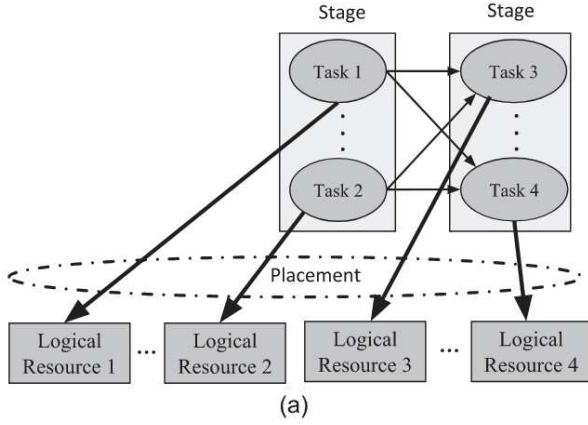 Stage
Stage
Task 1
Task 3
Task 2
Task 4
Placement
Logical
Resource 1
...
Logical
Resource 2
Logical
Resource 3
...
Logical
Resource 4
(a)